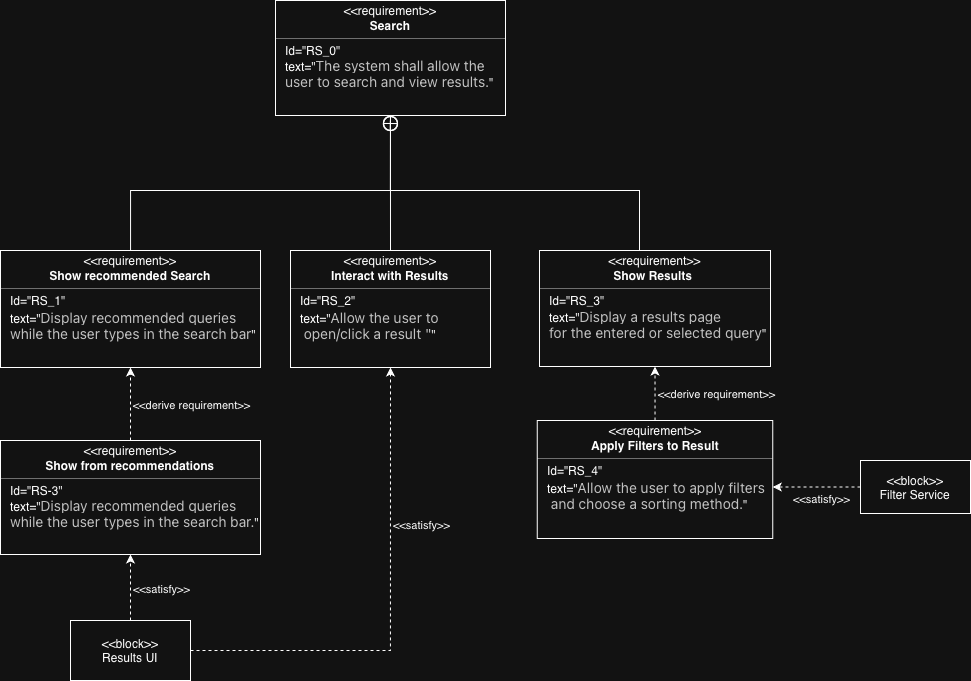 <<requirement>>
Search
Id="RS_0"
text="The system shall allow the
user to search and view results."
<<requirement>>
Show recommended Search
Id="RS_1"
text="Display recommended queries
while the user types in the search bar"
<<requirement>>
Interact with Results
Id="RS_2"
text="Allow the user to
open/click a result ""
<<requirement>>
Show Results
Id="RS_3"
text="Display a results page
for the entered or selected query"
<<derive requirement>>
<<derive requirement>>
<<requirement>>
Show from recommendations
Id="RS-3"
text="Display recommended queries
while the user types in the search bar."
<<requirement>>
Apply Filters to Result
Id="RS_4"
text="Allow the user to apply filters
and choose a sorting method."
<<satisfy>>
<<block>>
Filter Service
<<satisfy>>
<<satisfy>>
<<block>>
Results UI